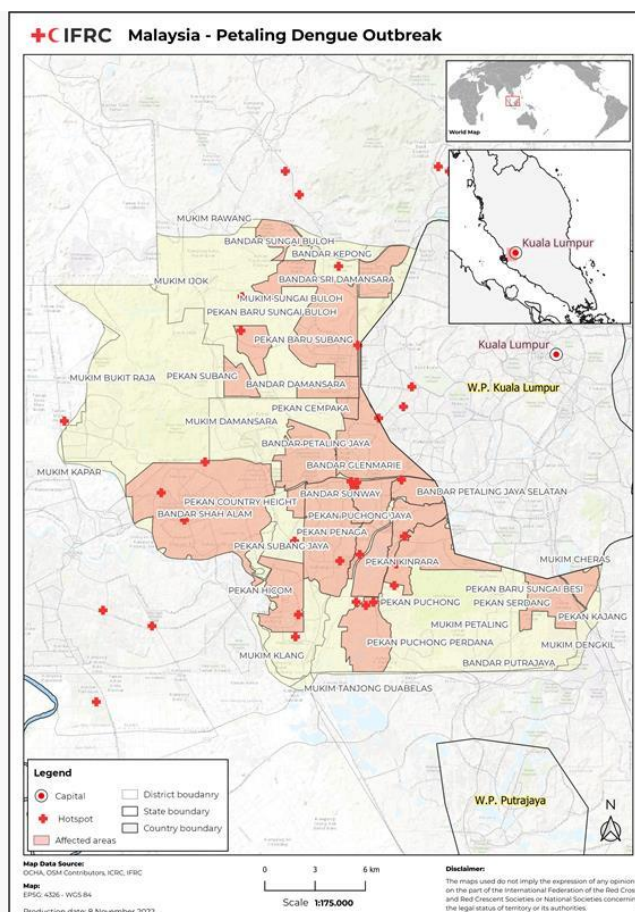 IFRC Malaysia - Petaling Dengue Outbreak
World Map
Kuala Lumpur
MUKIM RAWANG
BANDAR SUNGAI BULOH
BANDAR KEPONG
MUKIM IJOK
BANDAR SRI DAMANSARA
MUKIM SUNGAI BULOH
PEKAN BARU SUNGAI BULOH
PEKAN BARU SUBANG
Kuala Lumpur
MUKIM BUKIT RAJA
PEKAN SUBANG
BANDAR DAMANSARA
W.P. Kuala Lumpur
PEKAN CEMPAKA
MUKIM DAMANSARA
BANDAR PETALING JAYA
MUKIM KAPAR
BANDAR GLENMARIE
PEKAN COUNTRY HEIGHT
BANDAR SUNWAY
BANDAR PETALING JAYA SELATAN
BANDAR SHAH ALAM
PEKAN PUCHONG JAYA
PEKAN PENAGA
PEKAN SUBANG JAYA
PEKAN KINRARA
MUKIM CHERAS
PEKAN HICOM
PEKAN BARU SUNGAI BESI
PEKAN PUCHONG
PEKAN SERDANG
PEKAN KAJANG
MUKIM PETALING
PEKAN PUCHONG PERDANA
MUKIM DENGKIL
MUKIM KLANG
BANDAR PUTRAJAYA
MUKIM TANJONG DUABELAS
W.P. Putrajaya
N
Legend
Capital
Hotspot
Affected areas
District boudanry
State boundary
Country boundary
Map Data Source:
OCHA, OSM Contributors, ICRC, IFRC
Map:
EPSG: 4326 - WGS 84
Production date: 8 November 2022
0 3 6 km
Scale 1:175.000
Disclaimer:
The maps used do not imply the expression of any opinion
on the part of the International Federation of the Red Cros
and Red Crescent Societies or National Societies concernin
the legal status of territory or its authorities.